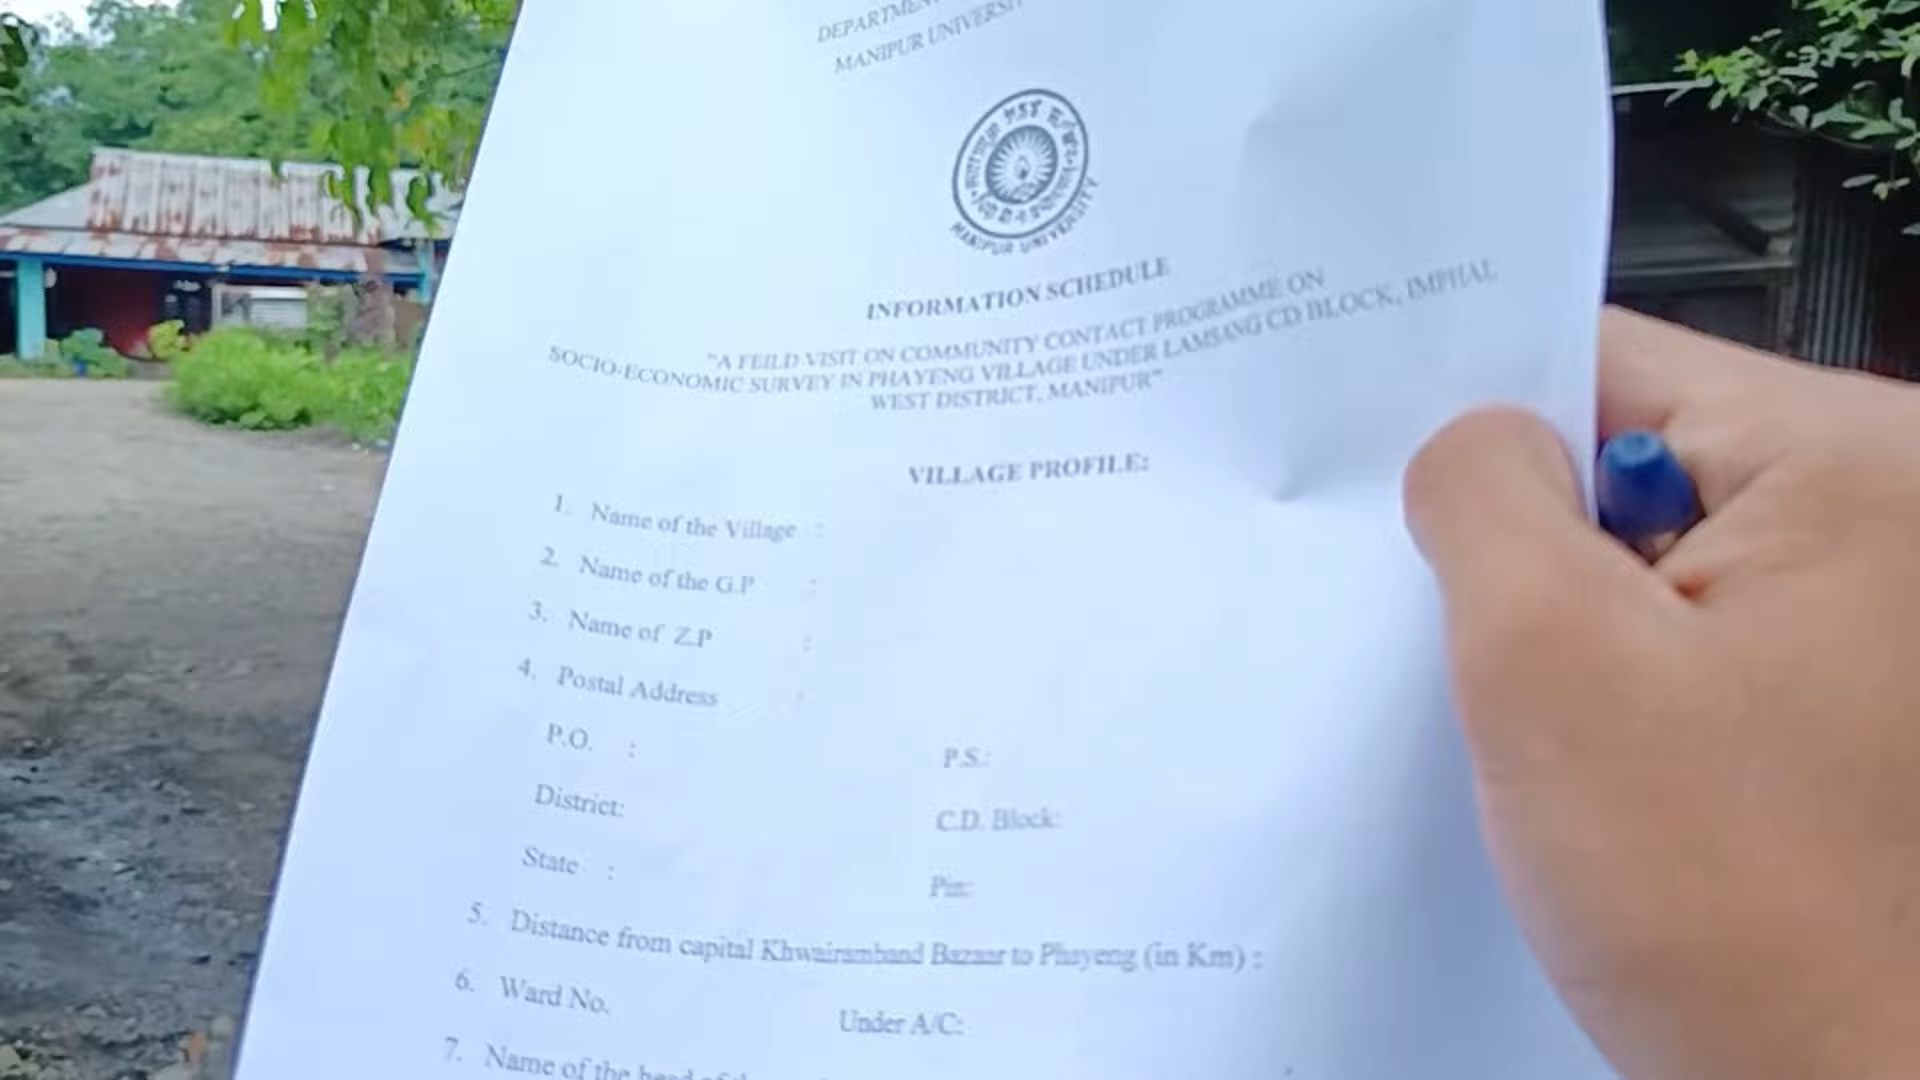 MANIPUR UNIVERSITY
MANIPUR UNIVERSITY
INFORMATION SCHEDULE
"A FEILD VISIT ON COMMUNITY CONTACT PROGRAMME ON
SOCIO-ECONOMIC SURVEY IN PHAYENG VILLAGE UNDER LAMSANG CD BLOCK, IMPHAL
WEST DISTRICT, MANIPUR"
VILLAGE PROFILE:
1. Name of the Village :
2. Name of the G.P :
3. Name of Z.P :
4. Postal Address :
P.O. : P.S.:
District: C.D. Block:
State : Pin:
5. Distance from capital Khwairamband Bazaar to Phayeng (in Km) :
6. Ward No. Under A/C:
7. Name of the head of